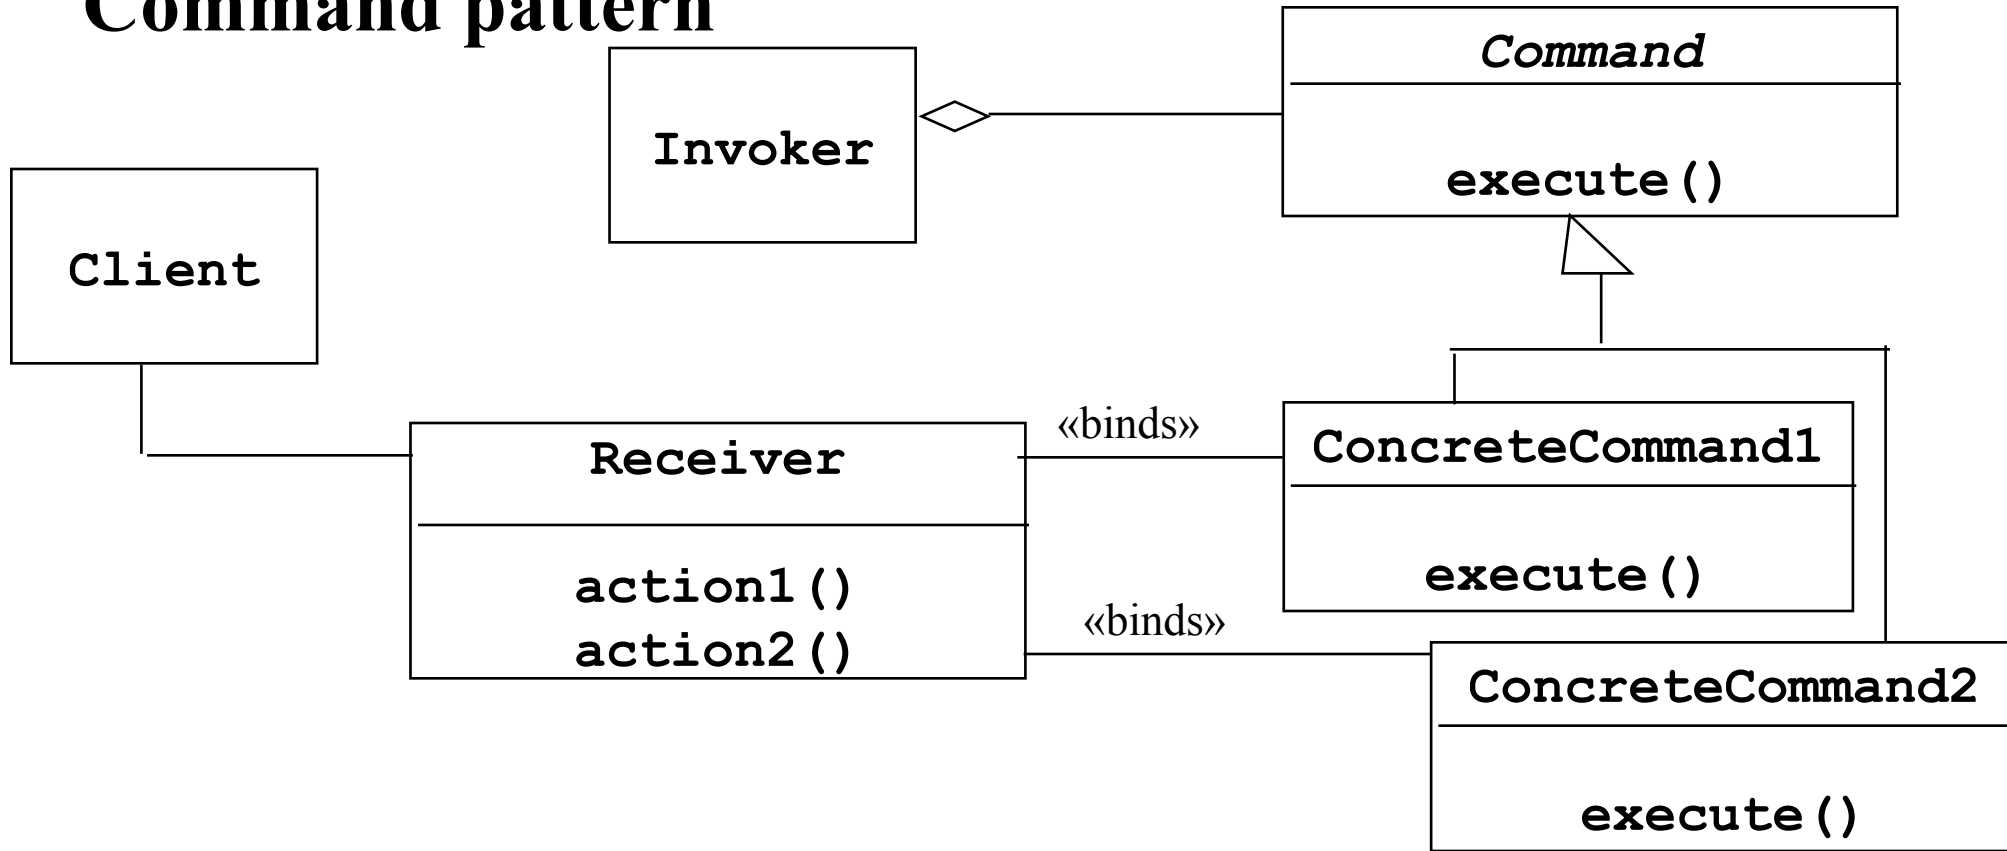 Command pattern
Command
execute()
Invoker
Client
Receiver
action1()
action2()
«binds»
ConcreteCommand1
execute()
«binds»
ConcreteCommand2
execute()